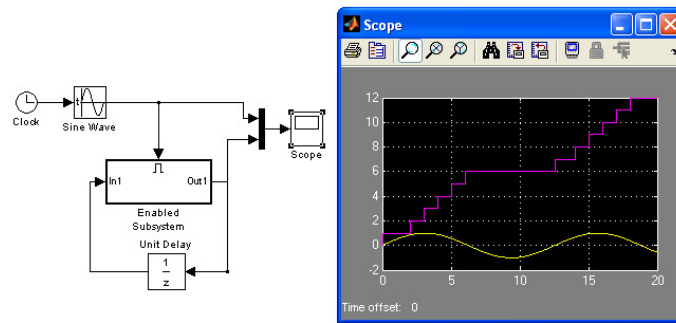 Clock
t
Sine Wave
In1
Out1
Enabled
Subsystem
Unit Delay
1
z
Scope
Scope
12
10
8
6
4
2
0
-2
0
5
10
15
20
Time offset: 0